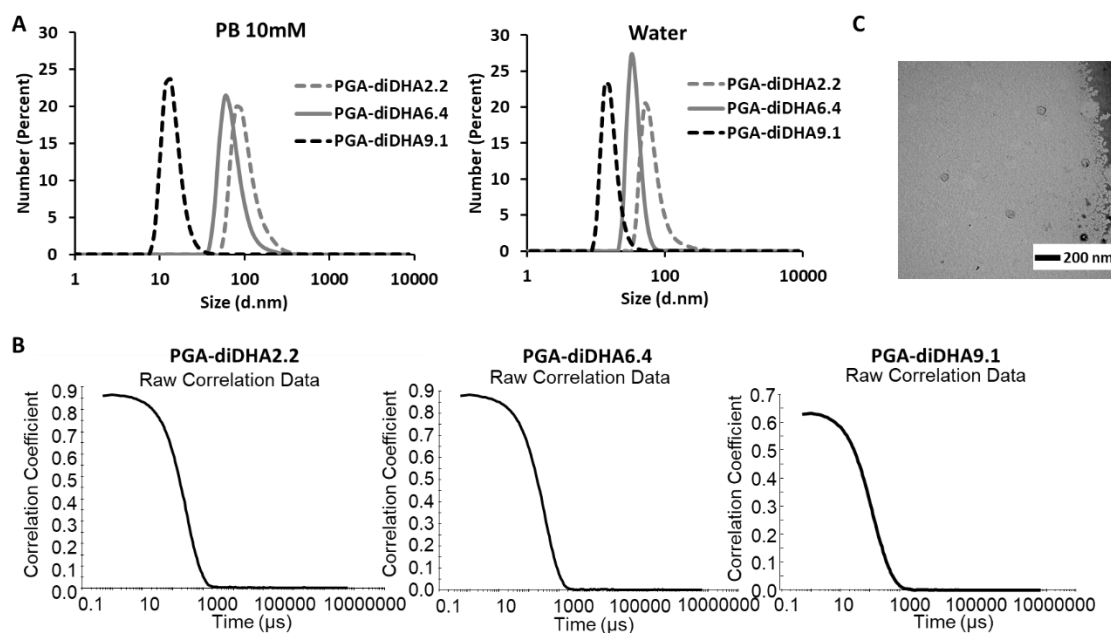 A
PB 10mM
Number (Percent)
30
25
20
15
10
5
0
1
10
100
1000
10000
Size (d.nm)
PGA-diDHA2.2
PGA-diDHA6.4
PGA-diDHA9.1
Water
Number (Percent)
30
25
20
15
10
5
0
1
100
10000
Size (d.nm)
PGA-diDHA2.2
PGA-diDHA6.4
PGA-diDHA9.1
C
200 nm
B
PGA-diDHA2.2
Raw Correlation Data
Correlation Coefficient
0.9
0.8
0.7
0.6
0.5
0.4
0.3
0.2
0.1
0.0
0.1
10
1000
100000
10000000
Time (µs)
PGA-diDHA6.4
Raw Correlation Data
Correlation Coefficient
0.9
0.8
0.7
0.6
0.5
0.4
0.3
0.2
0.1
0.0
0.1
10
1000
100000
10000000
Time (µs)
PGA-diDHA9.1
Raw Correlation Data
Correlation Coefficient
0.7
0.6
0.5
0.4
0.3
0.2
0.1
0.0
0.1
10
1000
100000
10000000
Time (µs)